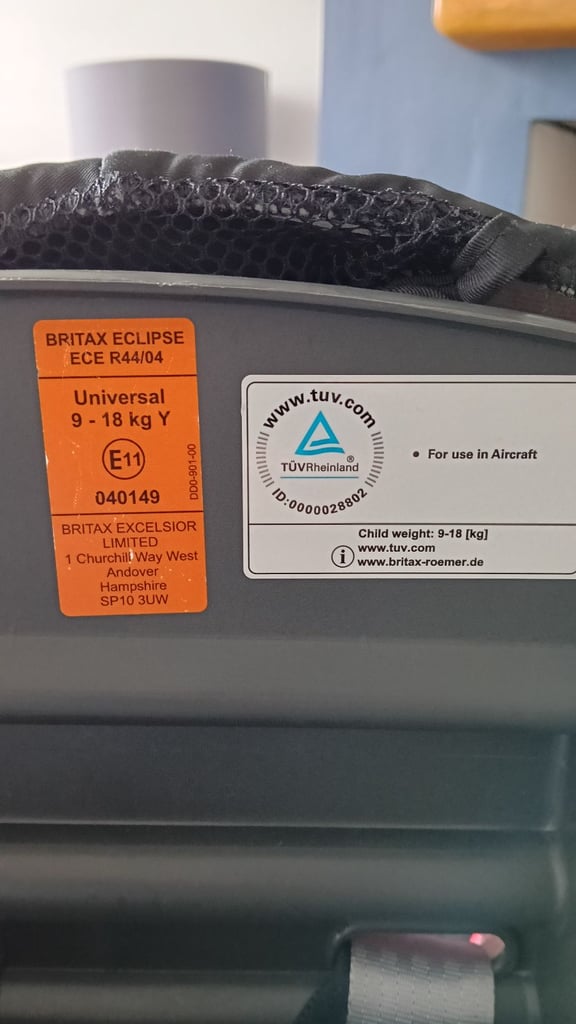 BRITAX ECLIPSE
ECE R44/04
Universal
9 - 18 kg Y
E11
040149
DD0-901-00
BRITAX EXCELSIOR
LIMITED
1 Churchill Way West
Andover
Hampshire
SP10 3UW
www.tuv.com
TÜVRheinland®
ID:0000028802
• For use in Aircraft
Child weight: 9-18 [kg]
i www.tuv.com
www.britax-roemer.de